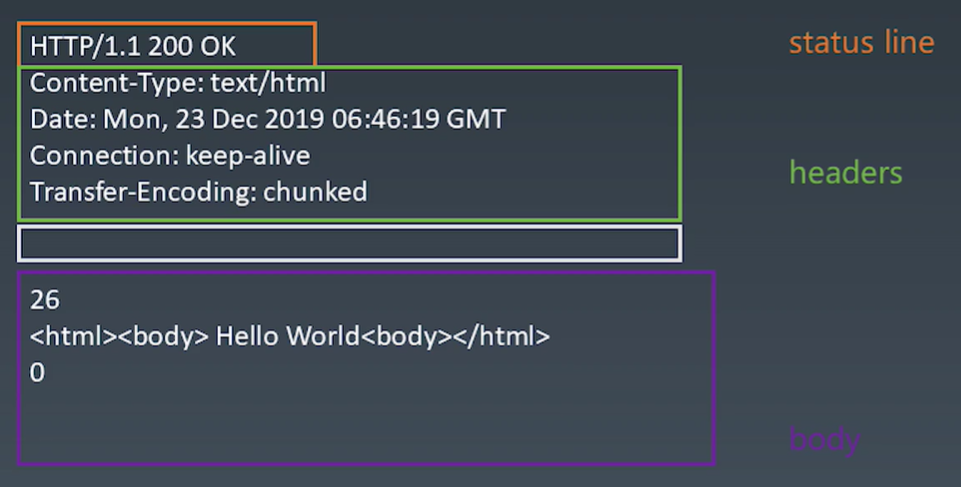 HTTP/1.1 200 OK
status line
Content-Type: text/html
Date: Mon, 23 Dec 2019 06:46:19 GMT
Connection: keep-alive
headers
Transfer-Encoding: chunked
26
<html><body> Hello World<body></html>
0
body